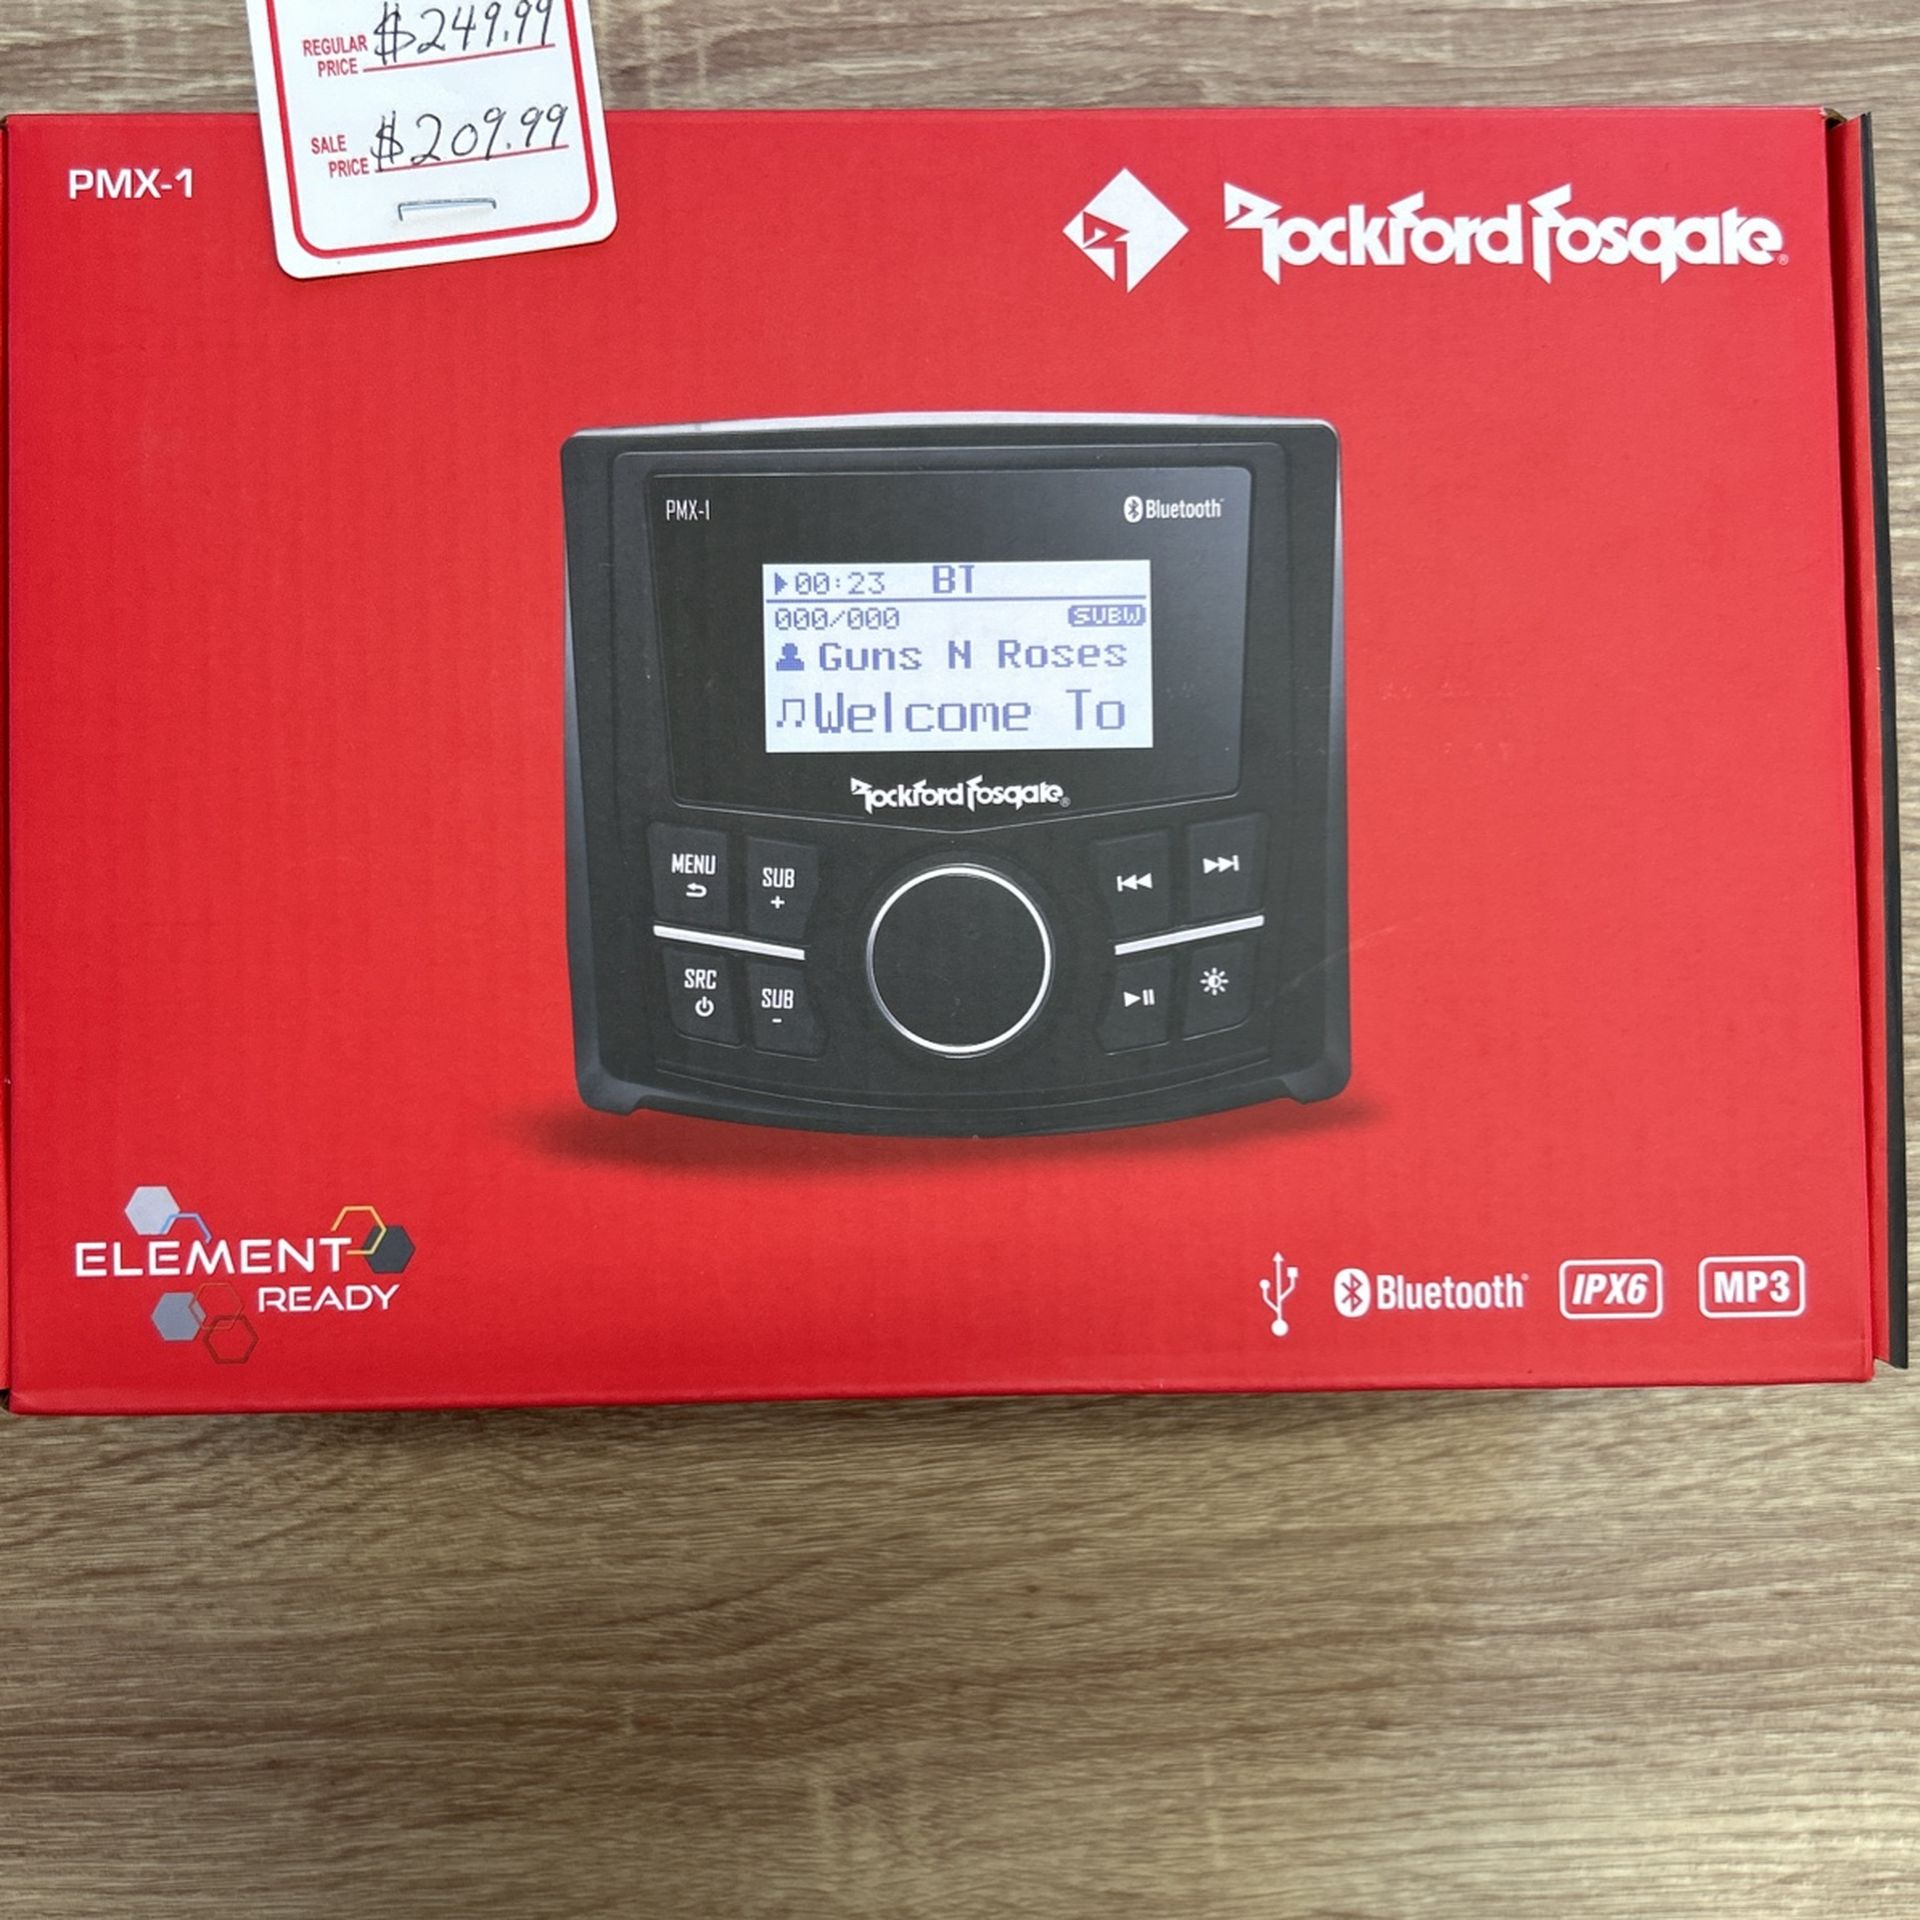 REGULAR PRICE $249.99
SALE PRICE $209.99
PMX-1
Rockford Fosgate®
PMX-1
Bluetooth
00:23 BT
000/000 SUBW
Guns N Roses
Welcome To
Rockford Fosgate®
MENU
SUB
+
SRC
SUB
-
ELEMENT
READY
Bluetooth IPX6 MP3